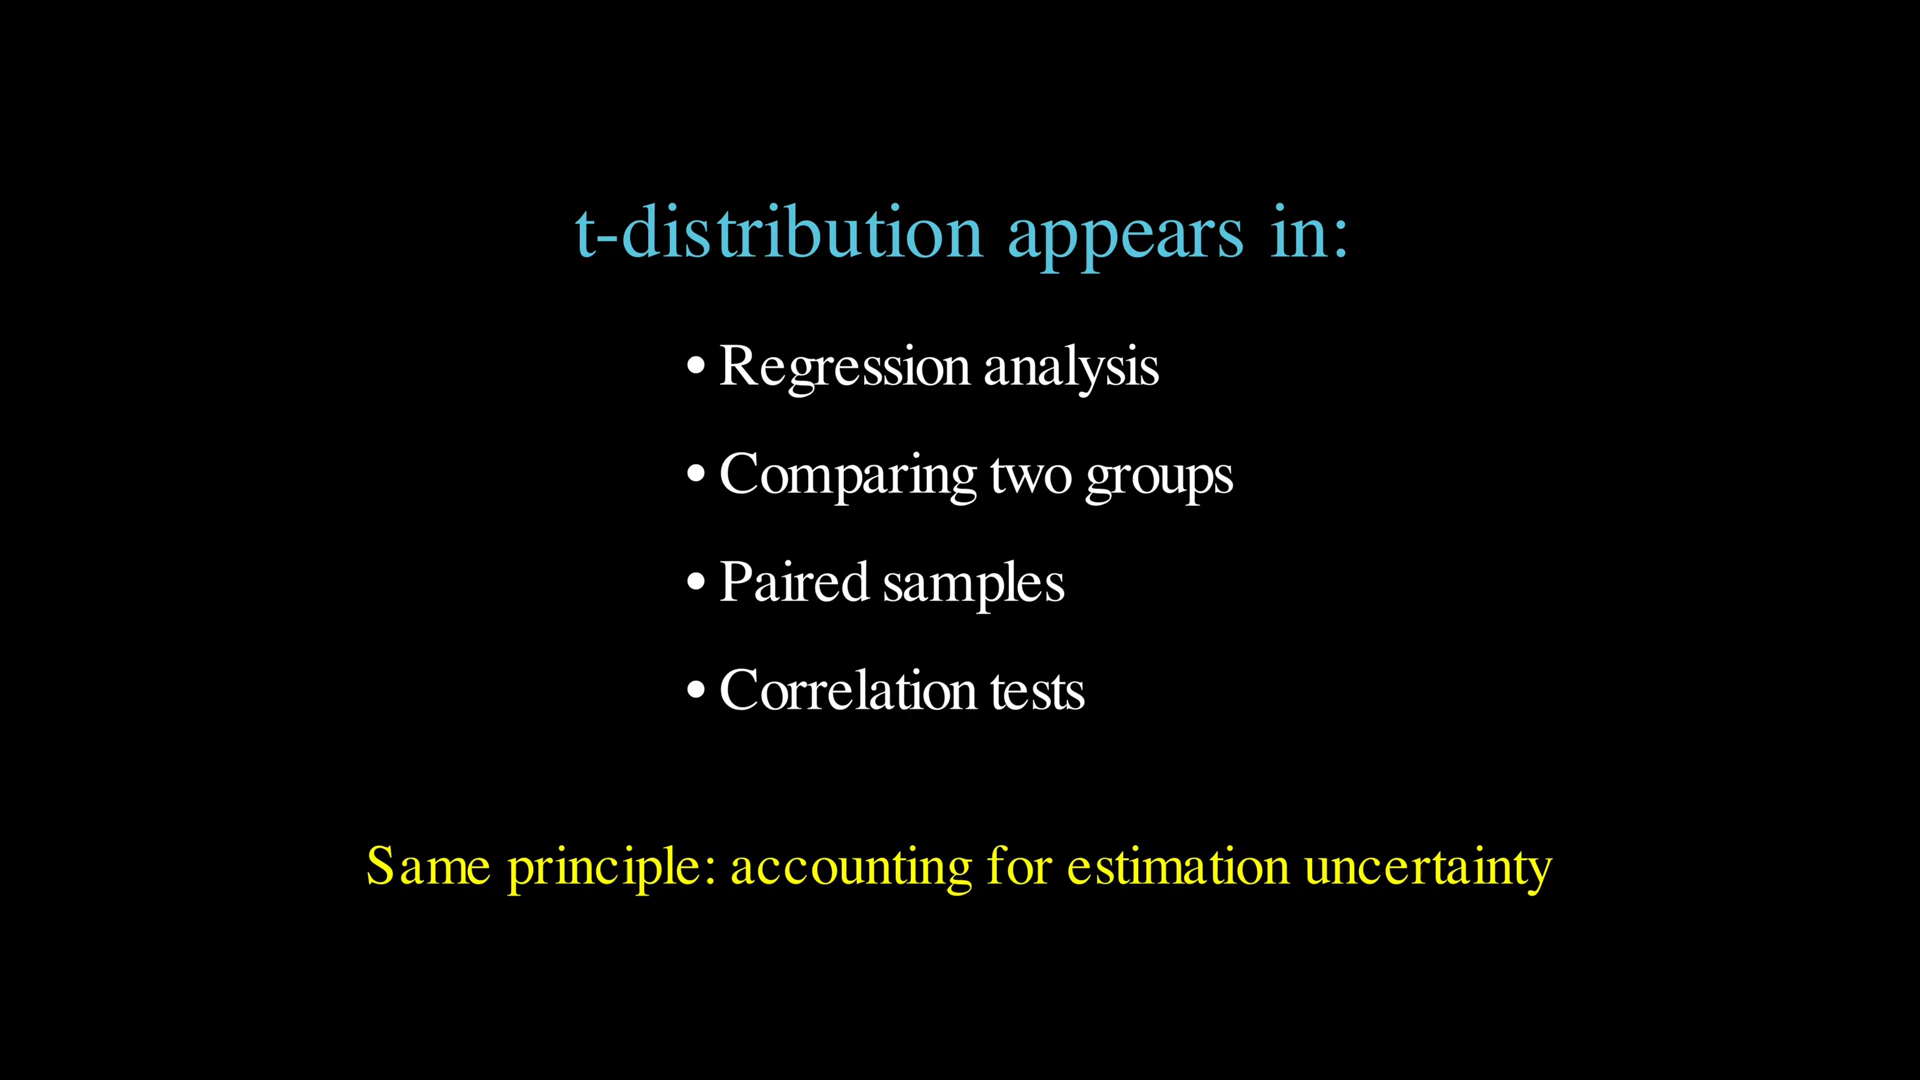 t-distribution appears in:
• Regression analysis
• Comparing two groups
• Paired samples
• Correlation tests
Same principle: accounting for estimation uncertainty